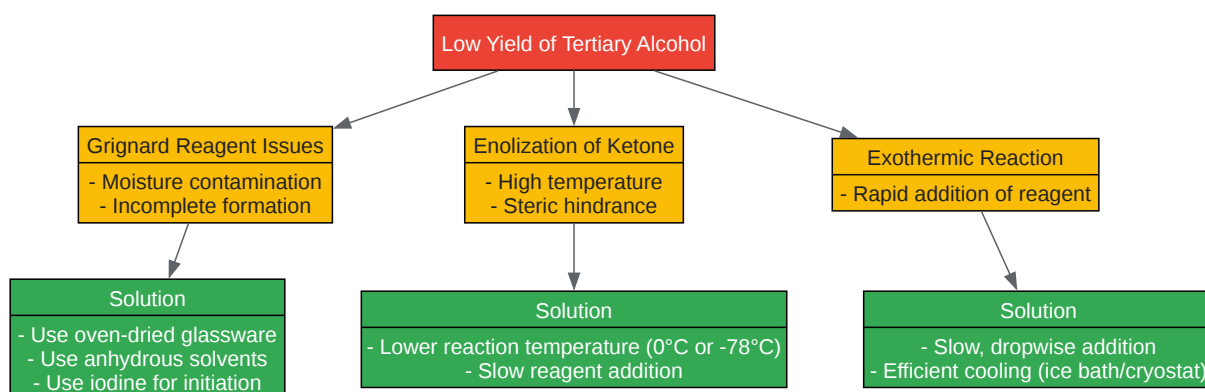 Low Yield of Tertiary Alcohol
Grignard Reagent Issues
- Moisture contamination
- Incomplete formation
Enolization of Ketone
- High temperature
- Steric hindrance
Exothermic Reaction
- Rapid addition of reagent
Solution
- Use oven-dried glassware
- Use anhydrous solvents
- Use iodine for initiation
Solution
- Lower reaction temperature (0°C or -78°C)
- Slow reagent addition
Solution
- Slow, dropwise addition
- Efficient cooling (ice bath/cryostat)